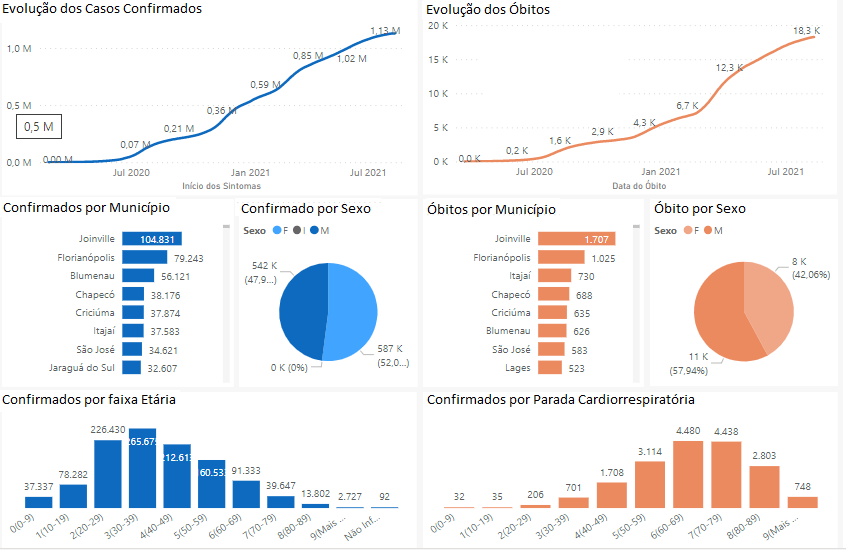 Evolução dos Casos Confirmados
1,0 M
0,5 M
0,0 M
0,5 M
0,00 M
0,07 M
0,21 M
0,36 M
0,59 M
0,85 M
1,02 M
1,13 M
Jul 2020
Jan 2021
Jul 2021
Início dos Sintomas
Evolução dos Óbitos
20 K
15 K
10 K
5 K
0 K
0,0 K
0,2 K
1,6 K
2,9 K
4,3 K
6,7 K
12,3 K
18,3 K
Jul 2020
Jan 2021
Jul 2021
Data do Óbito
Confirmados por Município
Joinville 104.831
Florianópolis 79.243
Blumenau 56.121
Chapecó 38.176
Criciúma 37.874
Itajaí 37.583
São José 34.621
Jaraguá do Sul 32.607
Confirmado por Sexo
Sexo F I M
542 K
(47,9...)
587 K
(52,0...)
0 K (0%)
Óbitos por Município
Joinville 1.707
Florianópolis 1.025
Itajaí 730
Chapecó 688
Criciúma 635
Blumenau 626
São José 583
Lages 523
Óbito por Sexo
Sexo F M
8 K
(42,06%)
11 K
(57,94%)
Confirmados por faixa Etária
37.337
78.282
226.430
265.675
212.613
91.333
39.647
13.802
2.727
92
0(0-9)
1(10-19)
2(20-29)
3(30-39)
4(40-49)
5(50-59)
6(60-69)
7(70-79)
8(80-89)
9(Mais ...
Não Inf...
Confirmados por Parada Cardiorrespiratória
32
35
206
701
1.708
3.114
4.480
4.438
2.803
748
0(0-9)
1(10-19)
2(20-29)
3(30-39)
4(40-49)
5(50-59)
6(60-69)
7(70-79)
8(80-89)
9(Mais ...